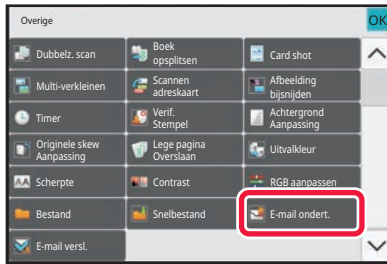 Overige
OK
Dubbelz. scan
Boek
opsplitsen
Card shot
Multi-verkleinen
Scannen
adreskaart
Afbeelding
bijsnijden
Timer
Verif.
Stempel
Achtergrond
Aanpassing
Originele skew
Aanpassing
Lege pagina
Overslaan
Uitvalkleur
AA
Scherpte
Contrast
RGB aanpassen
Bestand
Snelbestand
E-mail ondert.
E-mail versl.